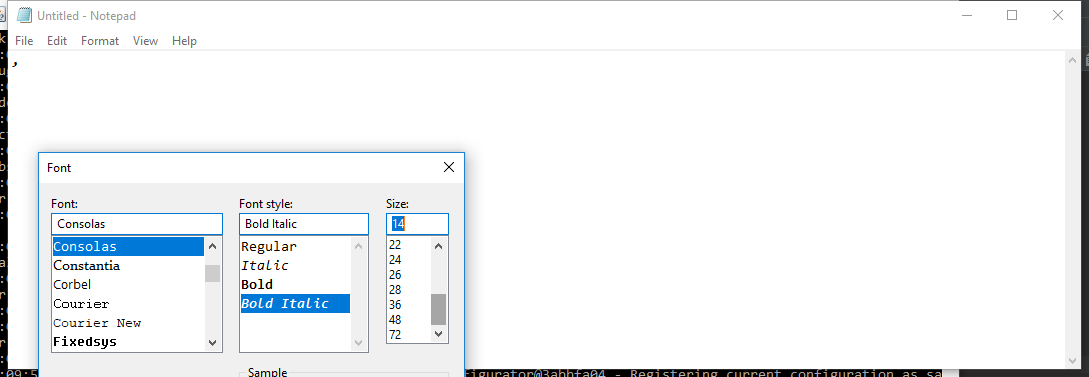 Untitled - Notepad
File Edit Format View Help
,
Font
Font: Font style: Size:
Consolas Bold Italic 14
Consolas Regular 22
Constantia Italic 24
Corbel Bold 26
Courier Bold Italic 28
Courier New 36
Fixedsys 48
72
Sample
:09:5 figurator@3abbfa04 - Registering current configuration as sa